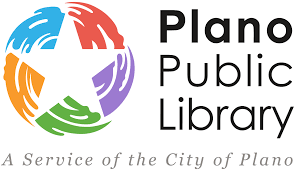 Plano
Public
Library
A Service of the City of Plano